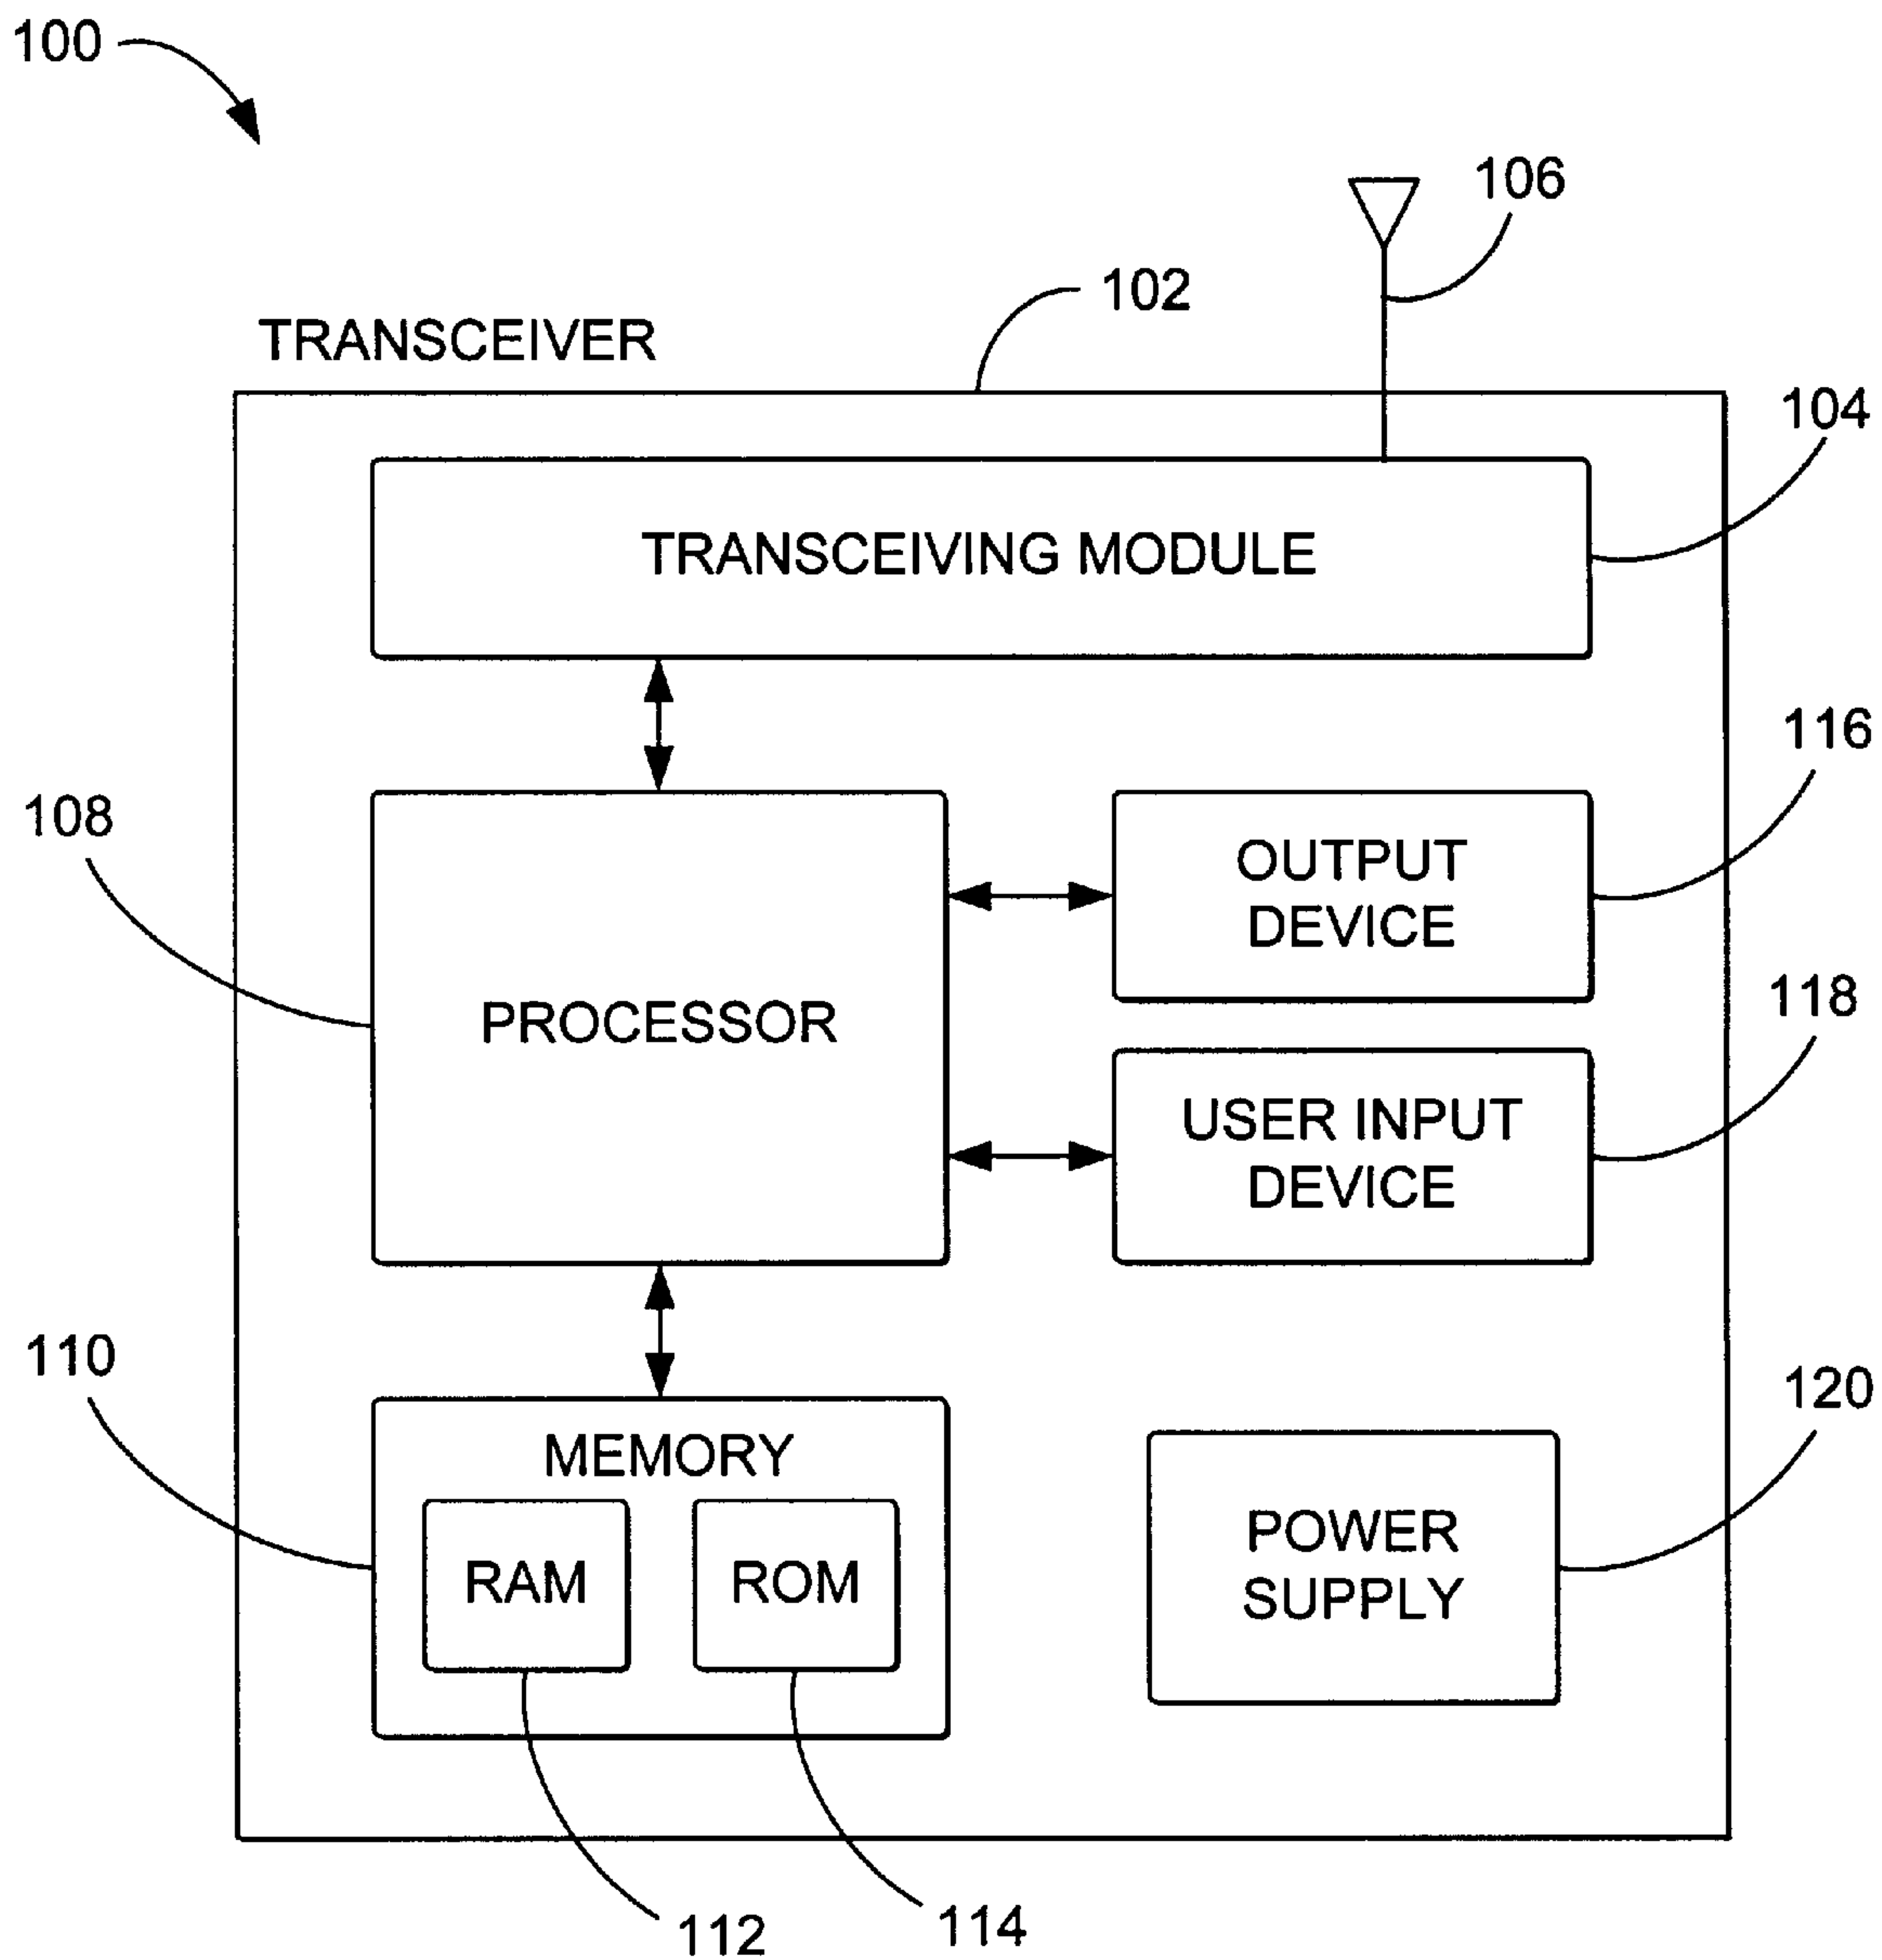 100
106
102
TRANSCEIVER
104
TRANSCEIVING MODULE
116
108
OUTPUT
DEVICE
118
PROCESSOR
USER INPUT
DEVICE
110
120
MEMORY
POWER
SUPPLY
RAM
ROM
112
114